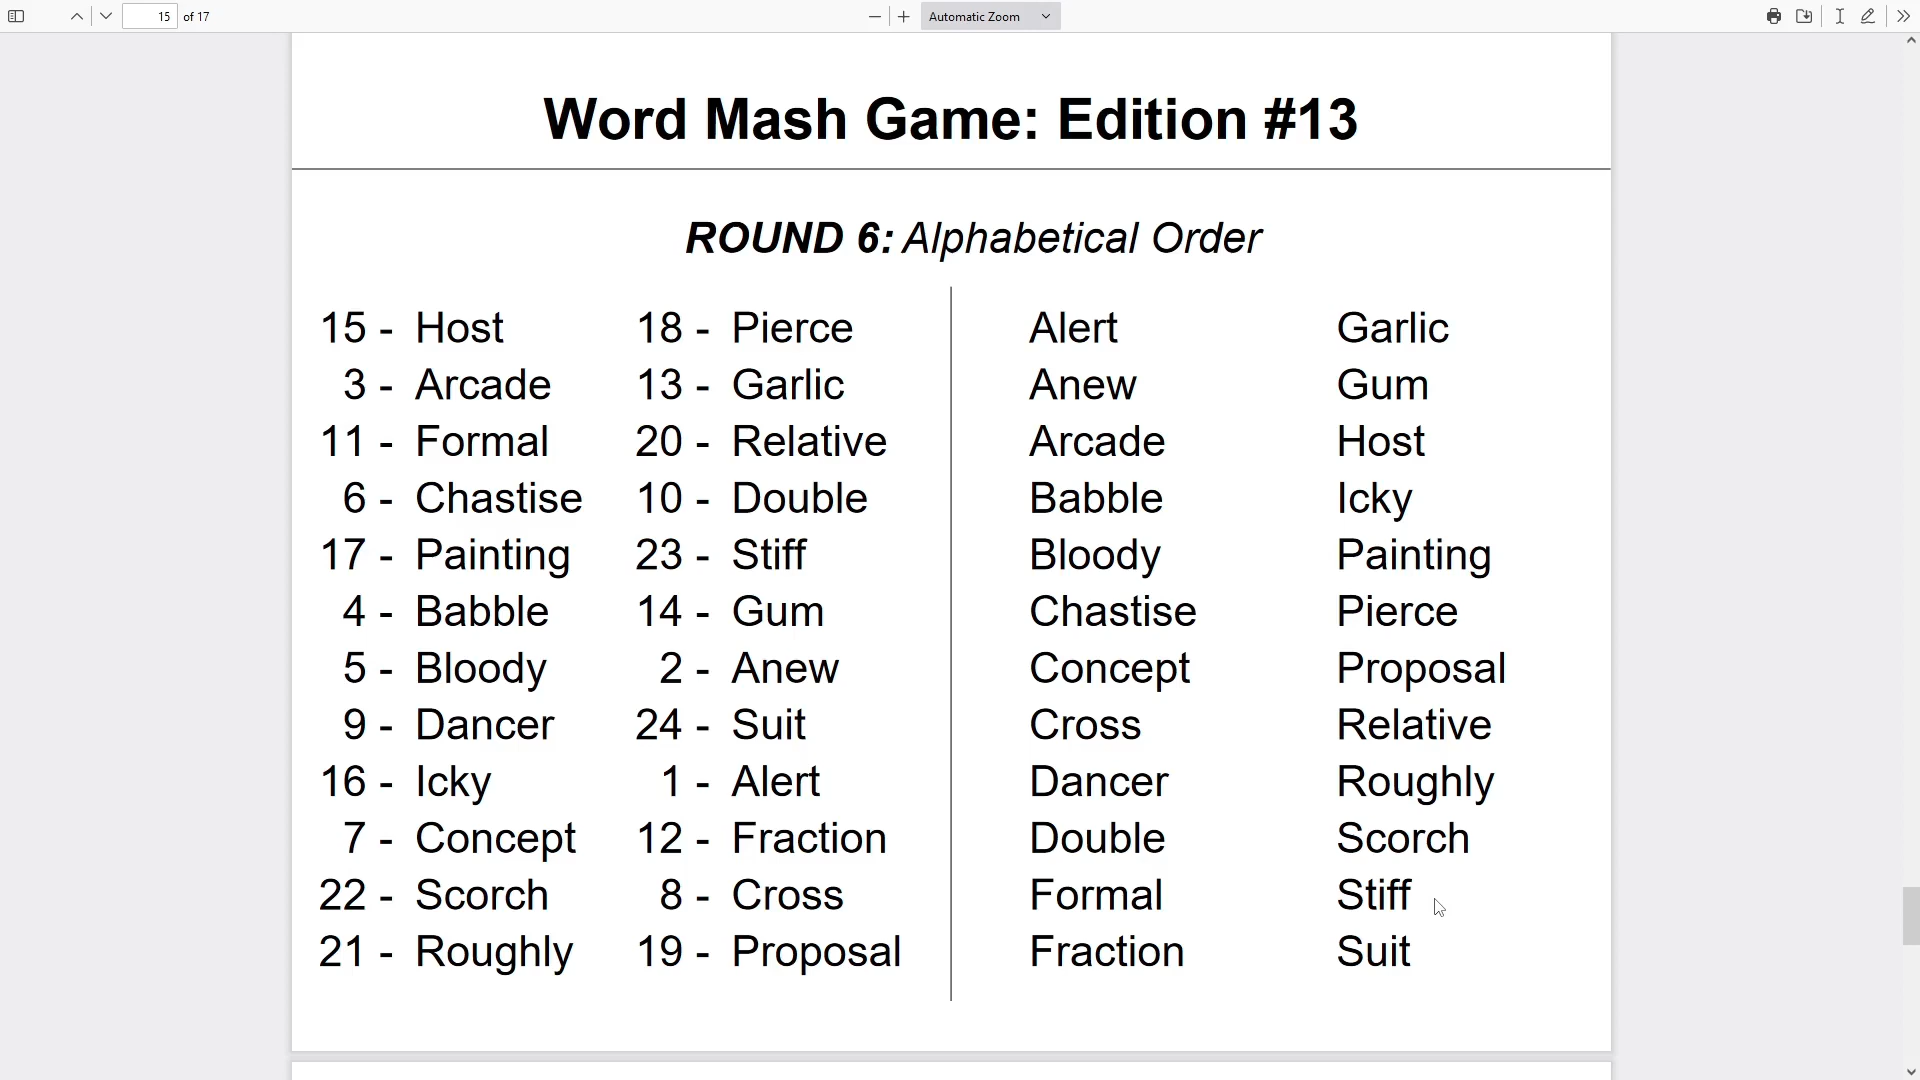 15 of 17 Automatic Zoom
Word Mash Game: Edition #13
ROUND 6: Alphabetical Order
15 - Host 18 - Pierce Alert Garlic
3 - Arcade 13 - Garlic Anew Gum
11 - Formal 20 - Relative Arcade Host
6 - Chastise 10 - Double Babble Icky
17 - Painting 23 - Stiff Bloody Painting
4 - Babble 14 - Gum Chastise Pierce
5 - Bloody 2 - Anew Concept Proposal
9 - Dancer 24 - Suit Cross Relative
16 - Icky 1 - Alert Dancer Roughly
7 - Concept 12 - Fraction Double Scorch
22 - Scorch 8 - Cross Formal Stiff
21 - Roughly 19 - Proposal Fraction Suit